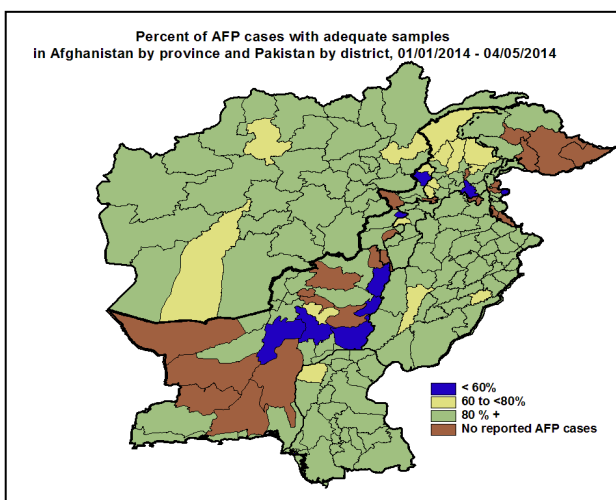 Percent of AFP cases with adequate samples
in Afghanistan by province and Pakistan by district, 01/01/2014 - 04/05/2014
< 60%
60 to <80%
80 % +
No reported AFP cases